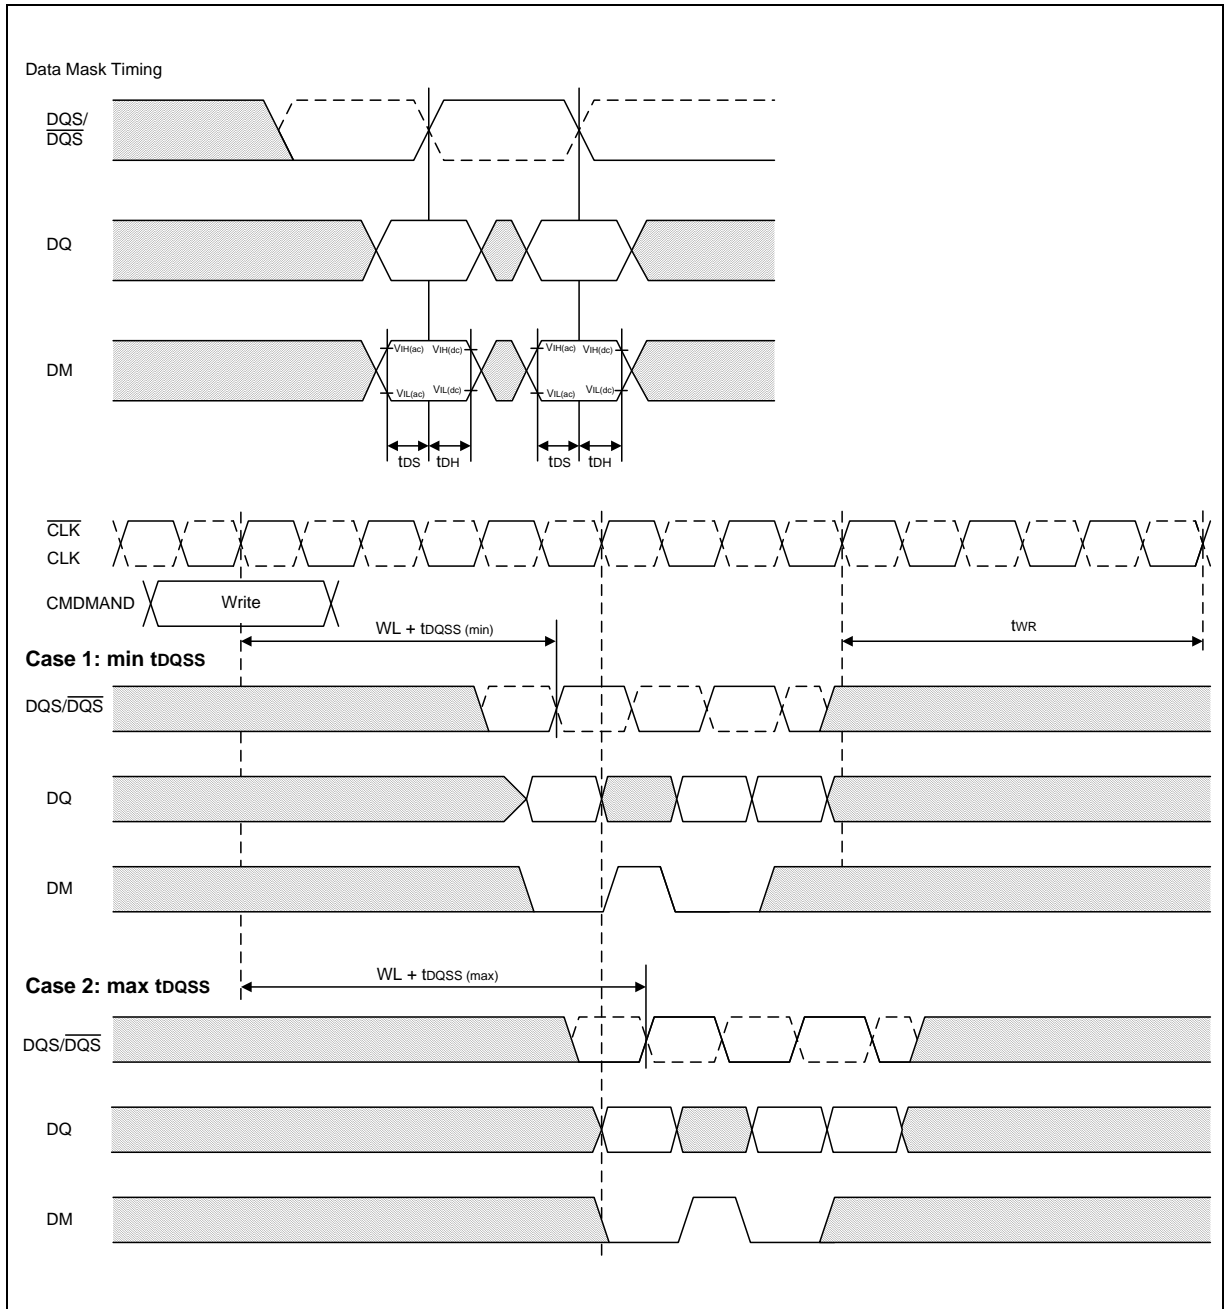 Data Mask Timing
DQS/
DQS
DQ
DM
VIH(ac) VIH(dc) VIH(ac) VIH(dc)
VIL(ac) VIL(dc) VIL(ac) VIL(dc)
tDS tDH tDS tDH
CLK
CLK
CMDMAND Write
WL + tDQSS (min) tWR
Case 1: min tDQSS
DQS/DQS
DQ
DM
Case 2: max tDQSS WL + tDQSS (max)
DQS/DQS
DQ
DM